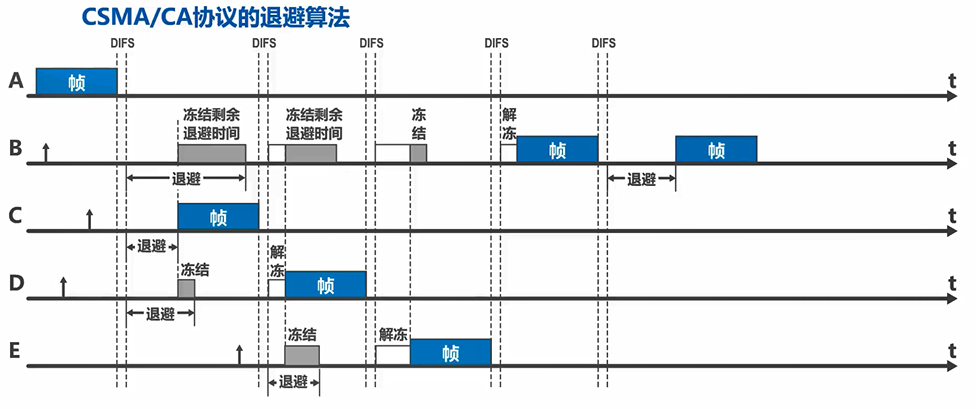 CSMA/CA协议的退避算法
DIFS DIFS DIFS DIFS DIFS
A 帧 t
冻结剩余
退避时间
冻结剩余
退避时间
冻
结
解
冻
B 帧 帧 t
退避 退避
C 帧 t
退避
冻结
解
冻
D 帧 t
退避
冻结 解冻
E 帧 t
退避